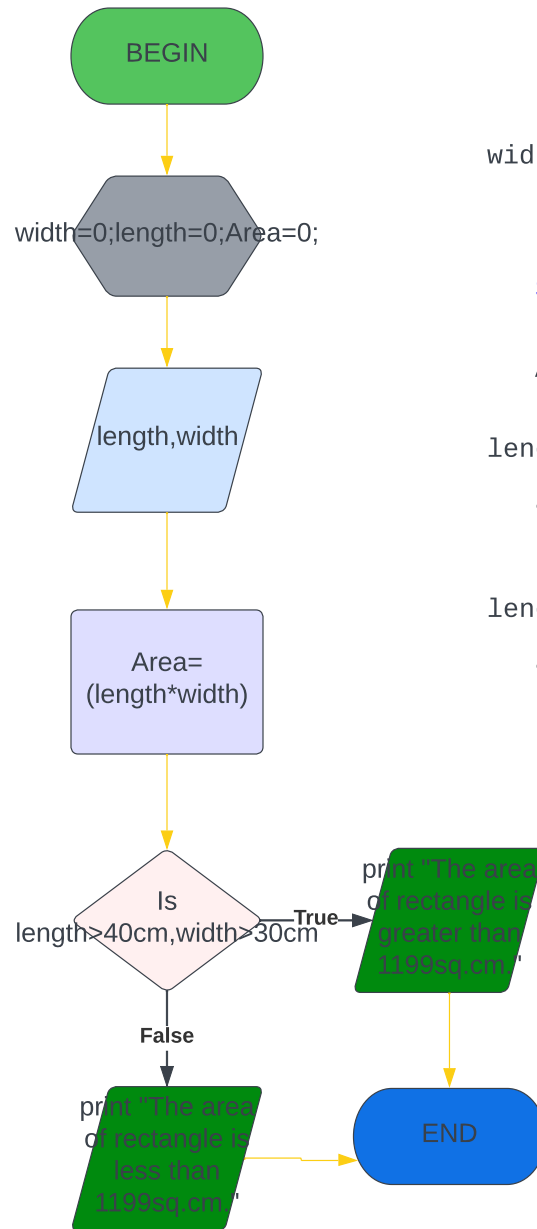 BEGIN
width=0;length=0;Area=0;
length,width
Area=
(length*width)
Is
length>40cm,width>30cm
True
print "The area
of rectangle is
greater than
1199sq.cm."
False
print "The area
of rectangle is
less than
1199sq.cm."
END
wid
leng
leng